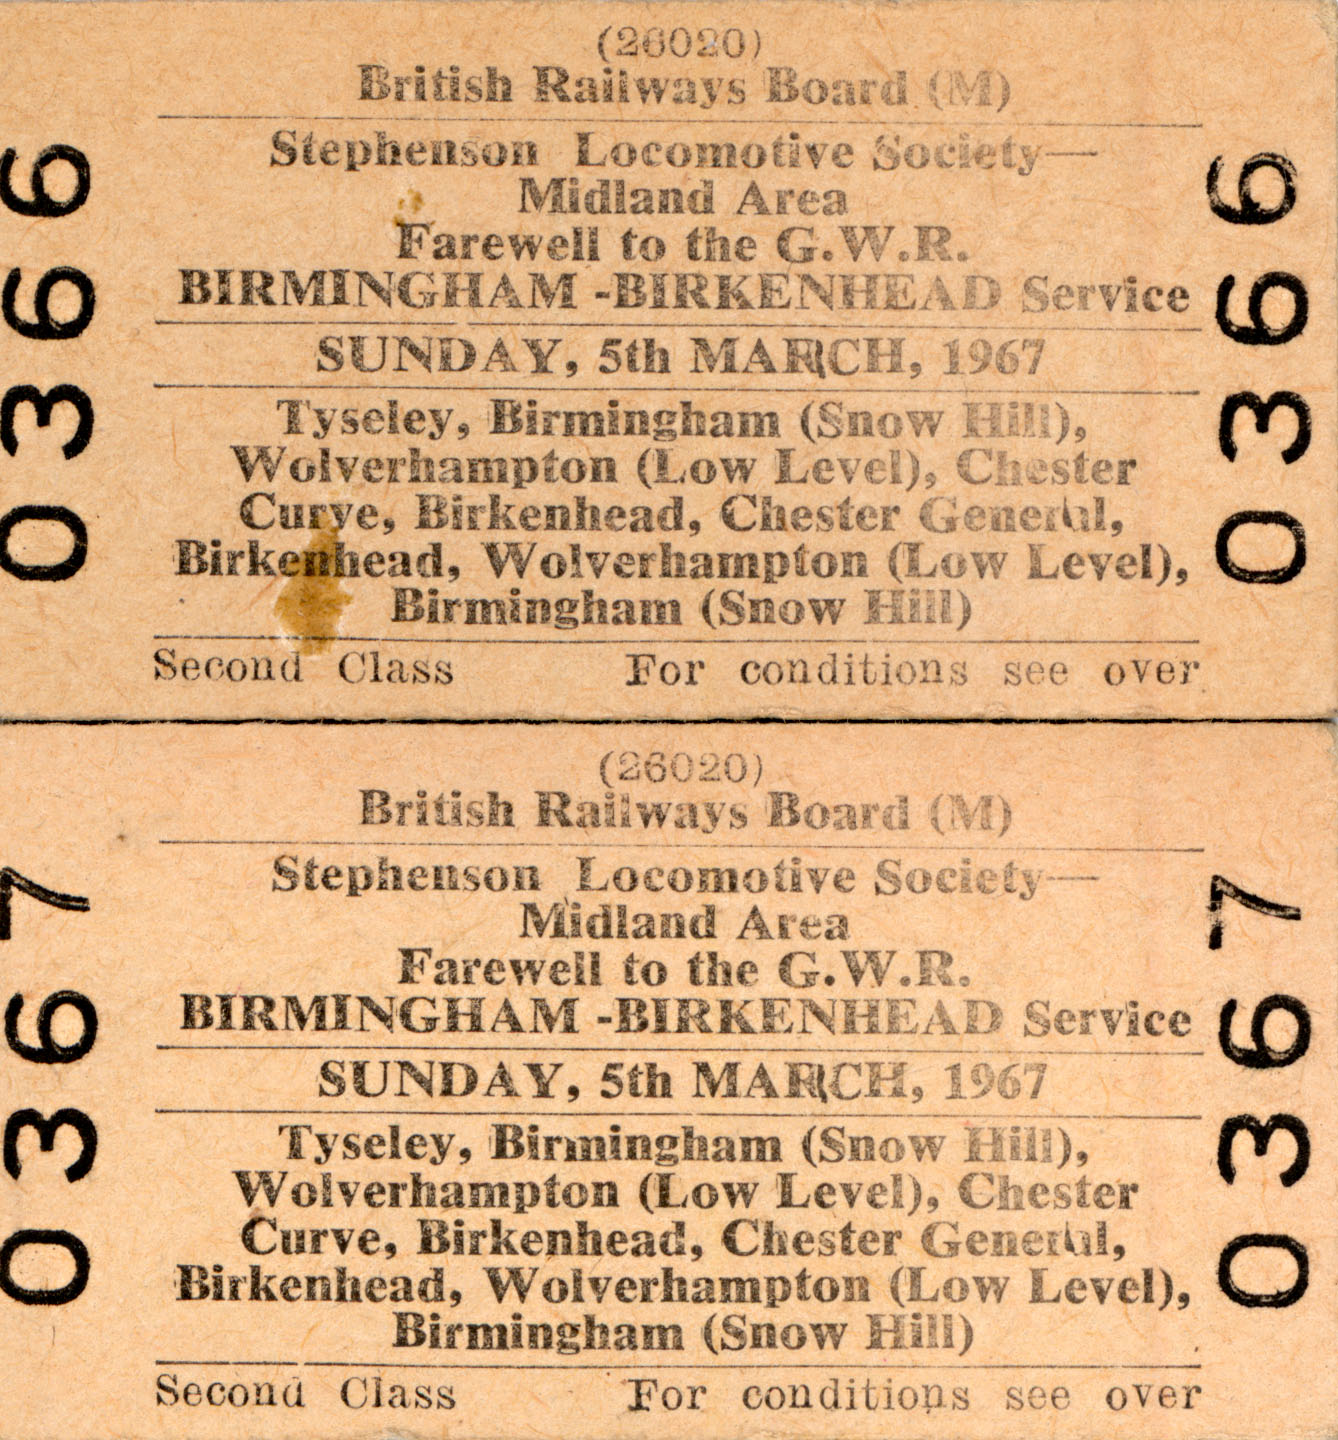 (26020)
British Railways Board (M)
Stephenson Locomotive Society—
Midland Area
Farewell to the G.W.R.
BIRMINGHAM -BIRKENHEAD Service
SUNDAY, 5th MARCH, 1967
Tyseley, Birmingham (Snow Hill),
Wolverhampton (Low Level), Chester
Curve, Birkenhead, Chester General,
Birkenhead, Wolverhampton (Low Level),
Birmingham (Snow Hill)
Second Class For conditions see over
0366
0366
(26020)
British Railways Board (M)
Stephenson Locomotive Society—
Midland Area
Farewell to the G.W.R.
BIRMINGHAM -BIRKENHEAD Service
SUNDAY, 5th MARCH, 1967
Tyseley, Birmingham (Snow Hill),
Wolverhampton (Low Level), Chester
Curve, Birkenhead, Chester General,
Birkenhead, Wolverhampton (Low Level),
Birmingham (Snow Hill)
Second Class For conditions see over
0367
0367